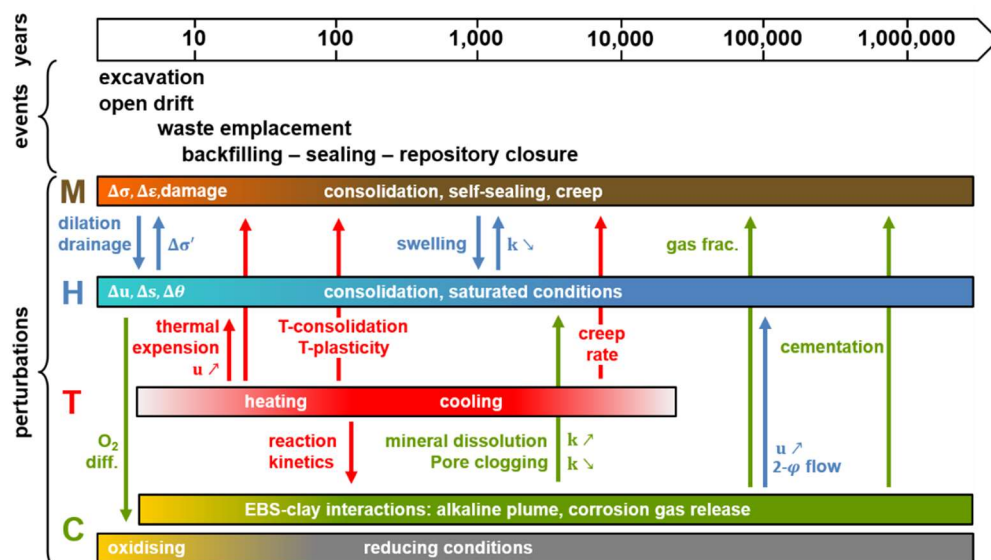 years
10 100 1,000 10,000 100,000 1,000,000
events
excavation
open drift
waste emplacement
backfilling – sealing – repository closure
perturbations
M
Δσ, Δε,damage
consolidation, self-sealing, creep
dilation
drainage
Δσ′
swelling
k ↘
gas frac.
H
Δu, Δs, Δθ
consolidation, saturated conditions
thermal
expension
u ↗
T-consolidation
T-plasticity
creep
rate
cementation
T
heating
cooling
O₂
diff.
reaction
kinetics
mineral dissolution
k ↗
Pore clogging
k ↘
u ↗
2-φ flow
C
EBS-clay interactions: alkaline plume, corrosion gas release
oxidising
reducing conditions